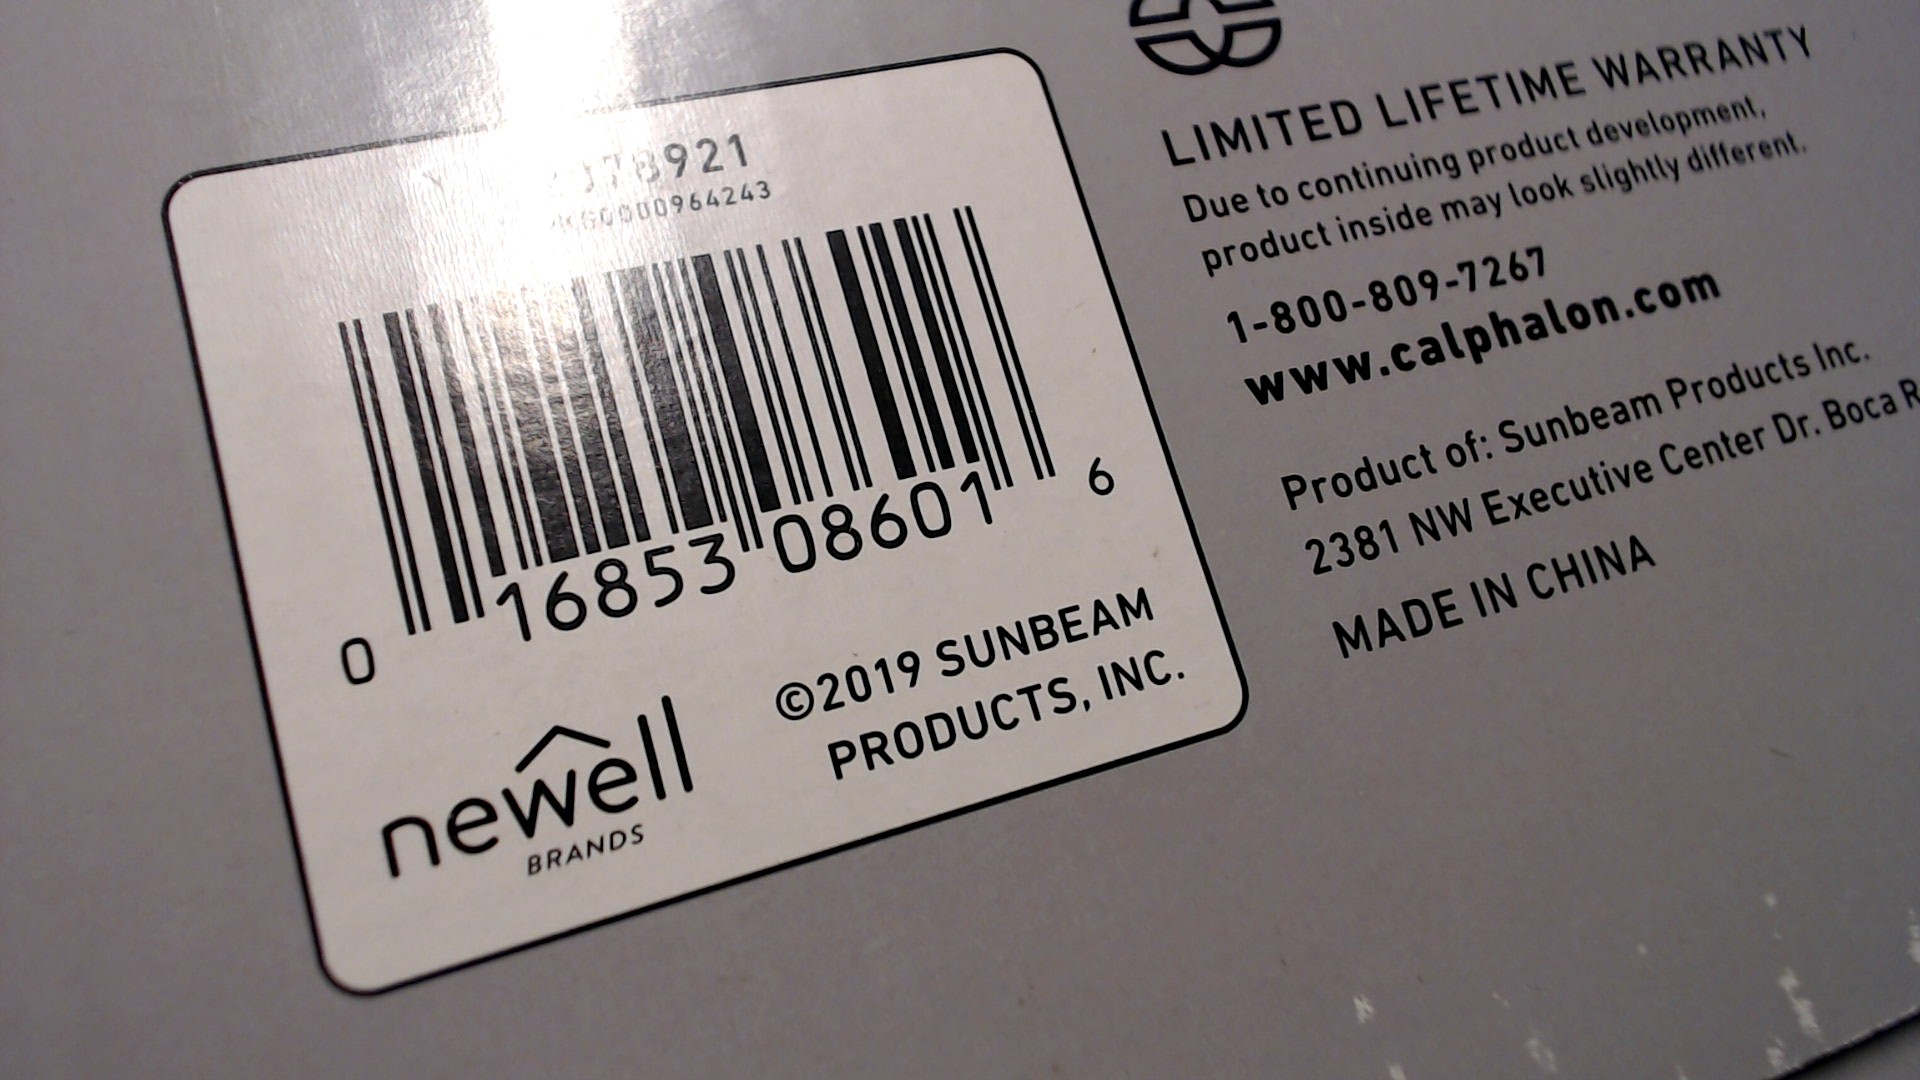 0 16853 08601 6
newell
BRANDS
©2019 SUNBEAM
PRODUCTS, INC.
LIMITED LIFETIME WARRANTY
Due to continuing product development,
product inside may look slightly different.
1-800-809-7267
www.calphalon.com
Product of: Sunbeam Products Inc.
2381 NW Executive Center Dr. Boca
MADE IN CHINA